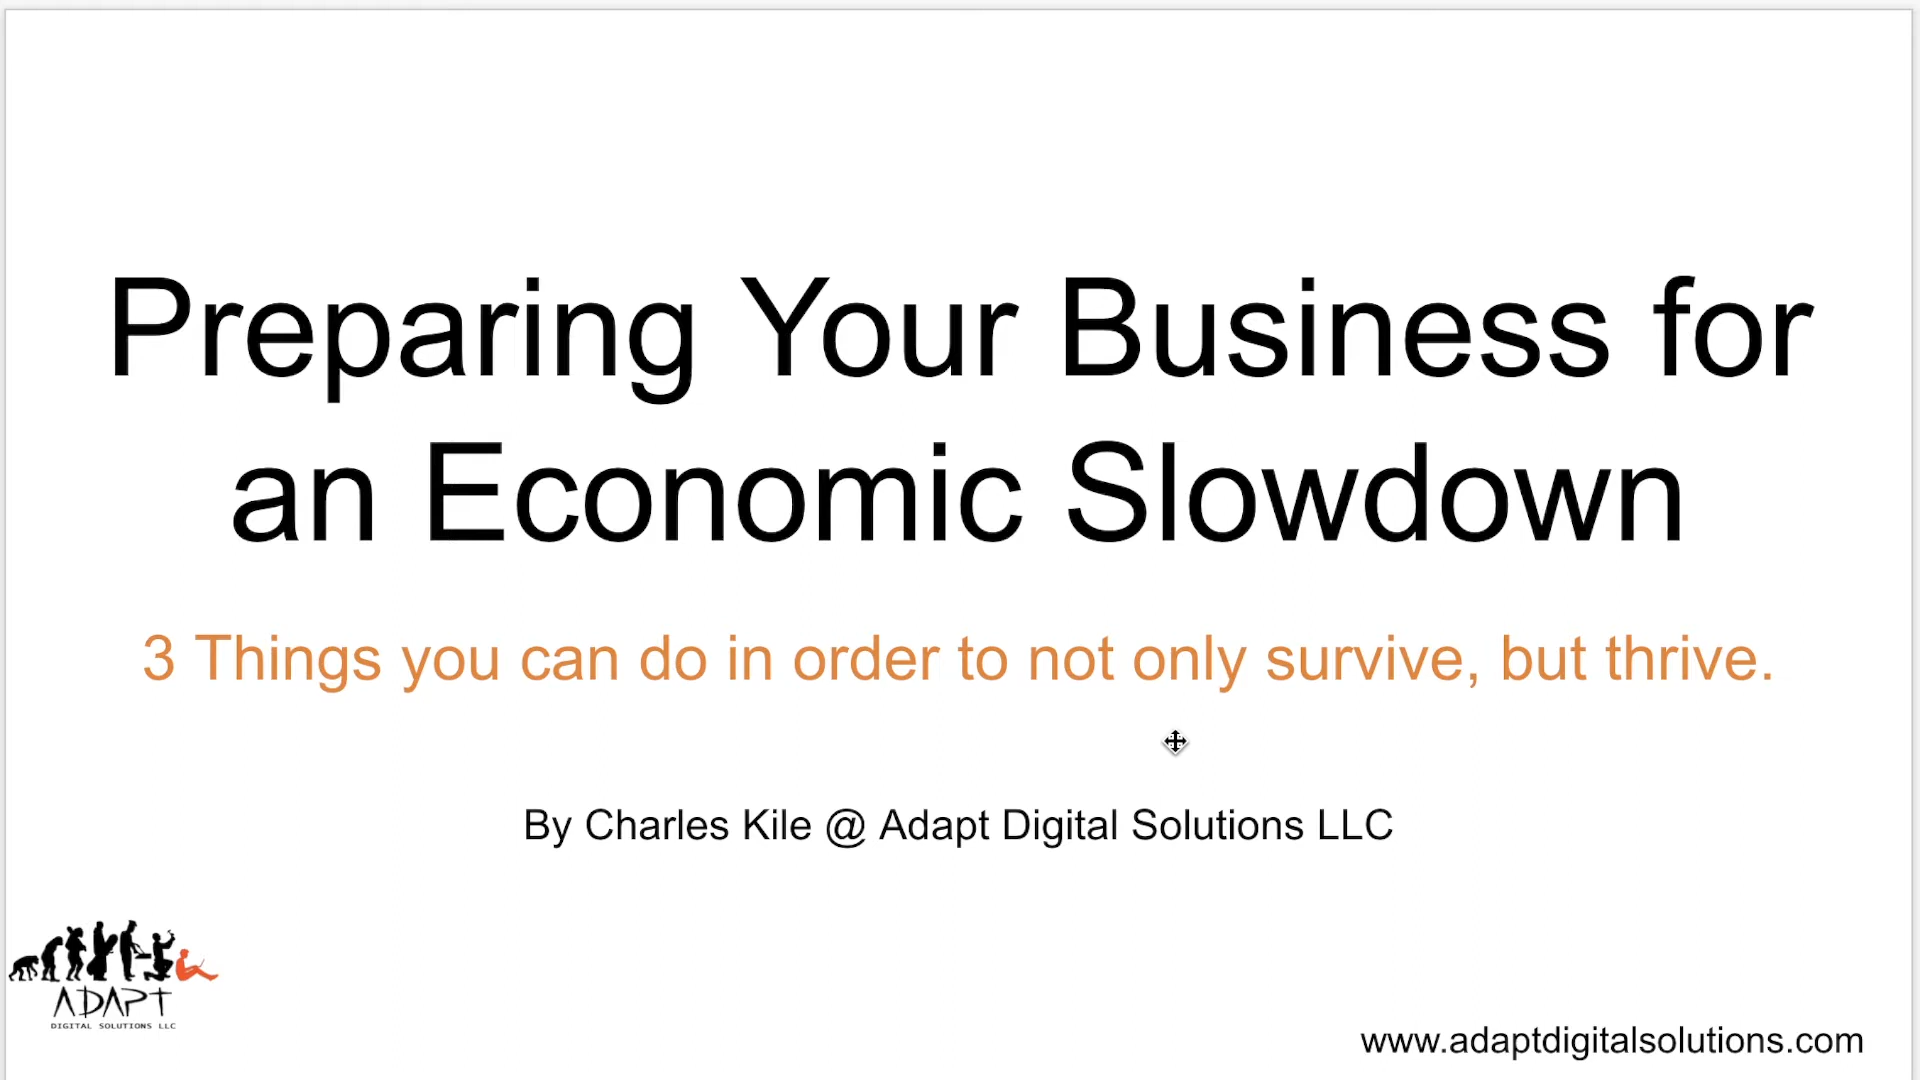 Preparing Your Business for
an Economic Slowdown
3 Things you can do in order to not only survive, but thrive.
By Charles Kile @ Adapt Digital Solutions LLC
ADAPT
DIGITAL SOLUTIONS LLC
www.adaptdigitalsolutions.com